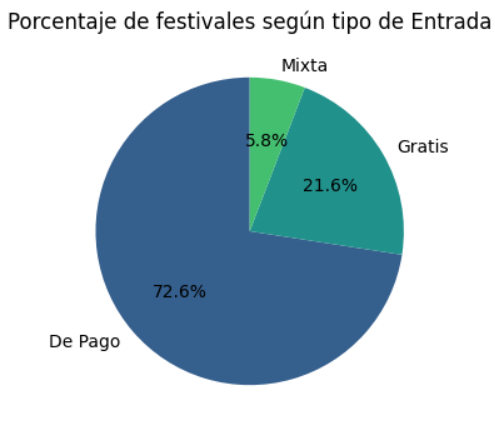 Porcentaje de festivales según tipo de Entrada
Mixta
5.8%
Gratis
21.6%
72.6%
De Pago